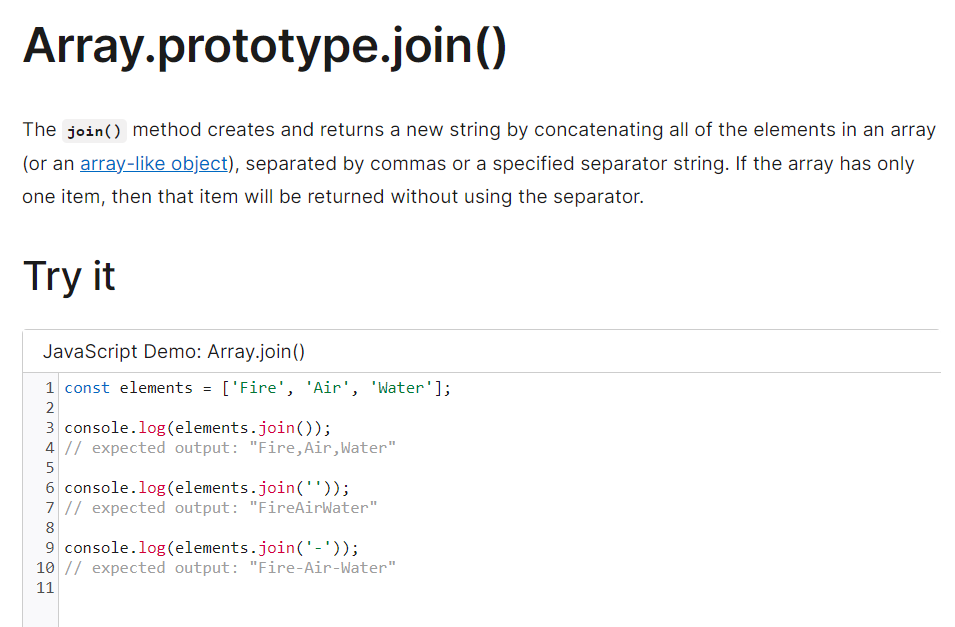 Array.prototype.join()
The join() method creates and returns a new string by concatenating all of the elements in an array
(or an array-like object), separated by commas or a specified separator string. If the array has only
one item, then that item will be returned without using the separator.
Try it
JavaScript Demo: Array.join()
1 const elements = ['Fire', 'Air', 'Water'];
2
3 console.log(elements.join());
4 // expected output: "Fire,Air,Water"
5
6 console.log(elements.join(''));
7 // expected output: "FireAirWater"
8
9 console.log(elements.join('-'));
10 // expected output: "Fire-Air-Water"
11